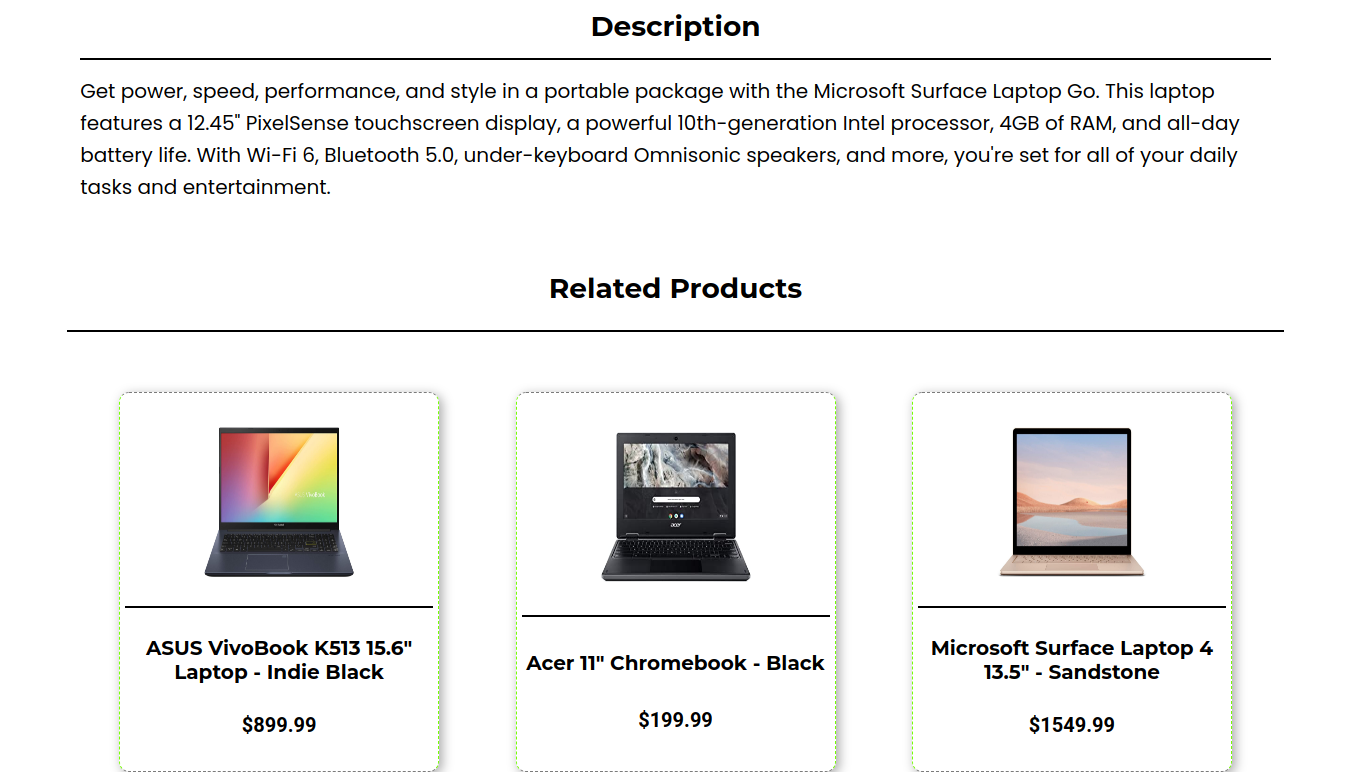 Description
Get power, speed, performance, and style in a portable package with the Microsoft Surface Laptop Go. This laptop
features a 12.45" PixelSense touchscreen display, a powerful 10th-generation Intel processor, 4GB of RAM, and all-day
battery life. With Wi-Fi 6, Bluetooth 5.0, under-keyboard Omnisonic speakers, and more, you're set for all of your daily
tasks and entertainment.
Related Products
acer
ASUS VivoBook K513 15.6"
Laptop - Indie Black
$899.99
Acer 11" Chromebook - Black
$199.99
Microsoft Surface Laptop 4
13.5" - Sandstone
$1549.99